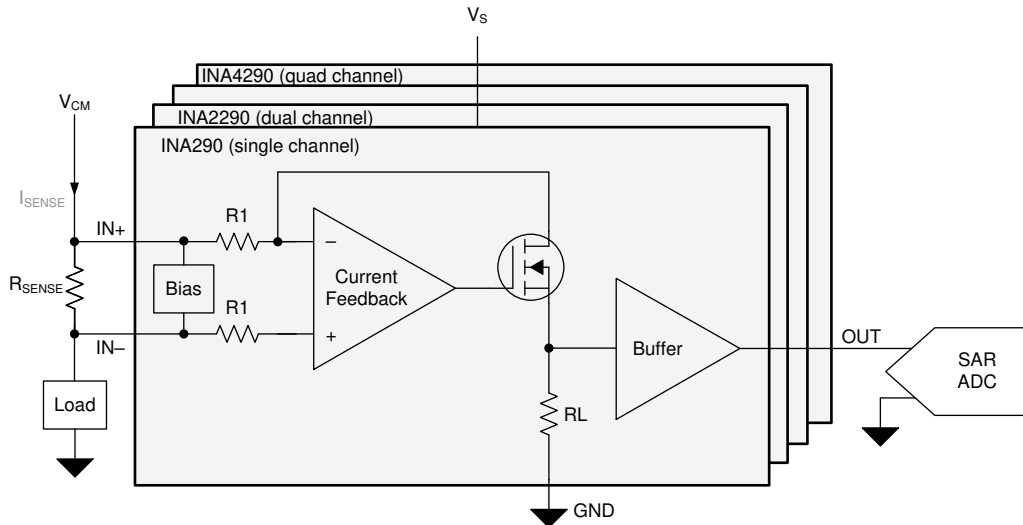 V_S
INA4290 (quad channel)
V_CM
INA2290 (dual channel)
INA290 (single channel)
I_SENSE
IN+
R1
−
R_SENSE
Bias
Current
Feedback
R1
+
IN−
OUT
Buffer
SAR
ADC
Load
RL
GND